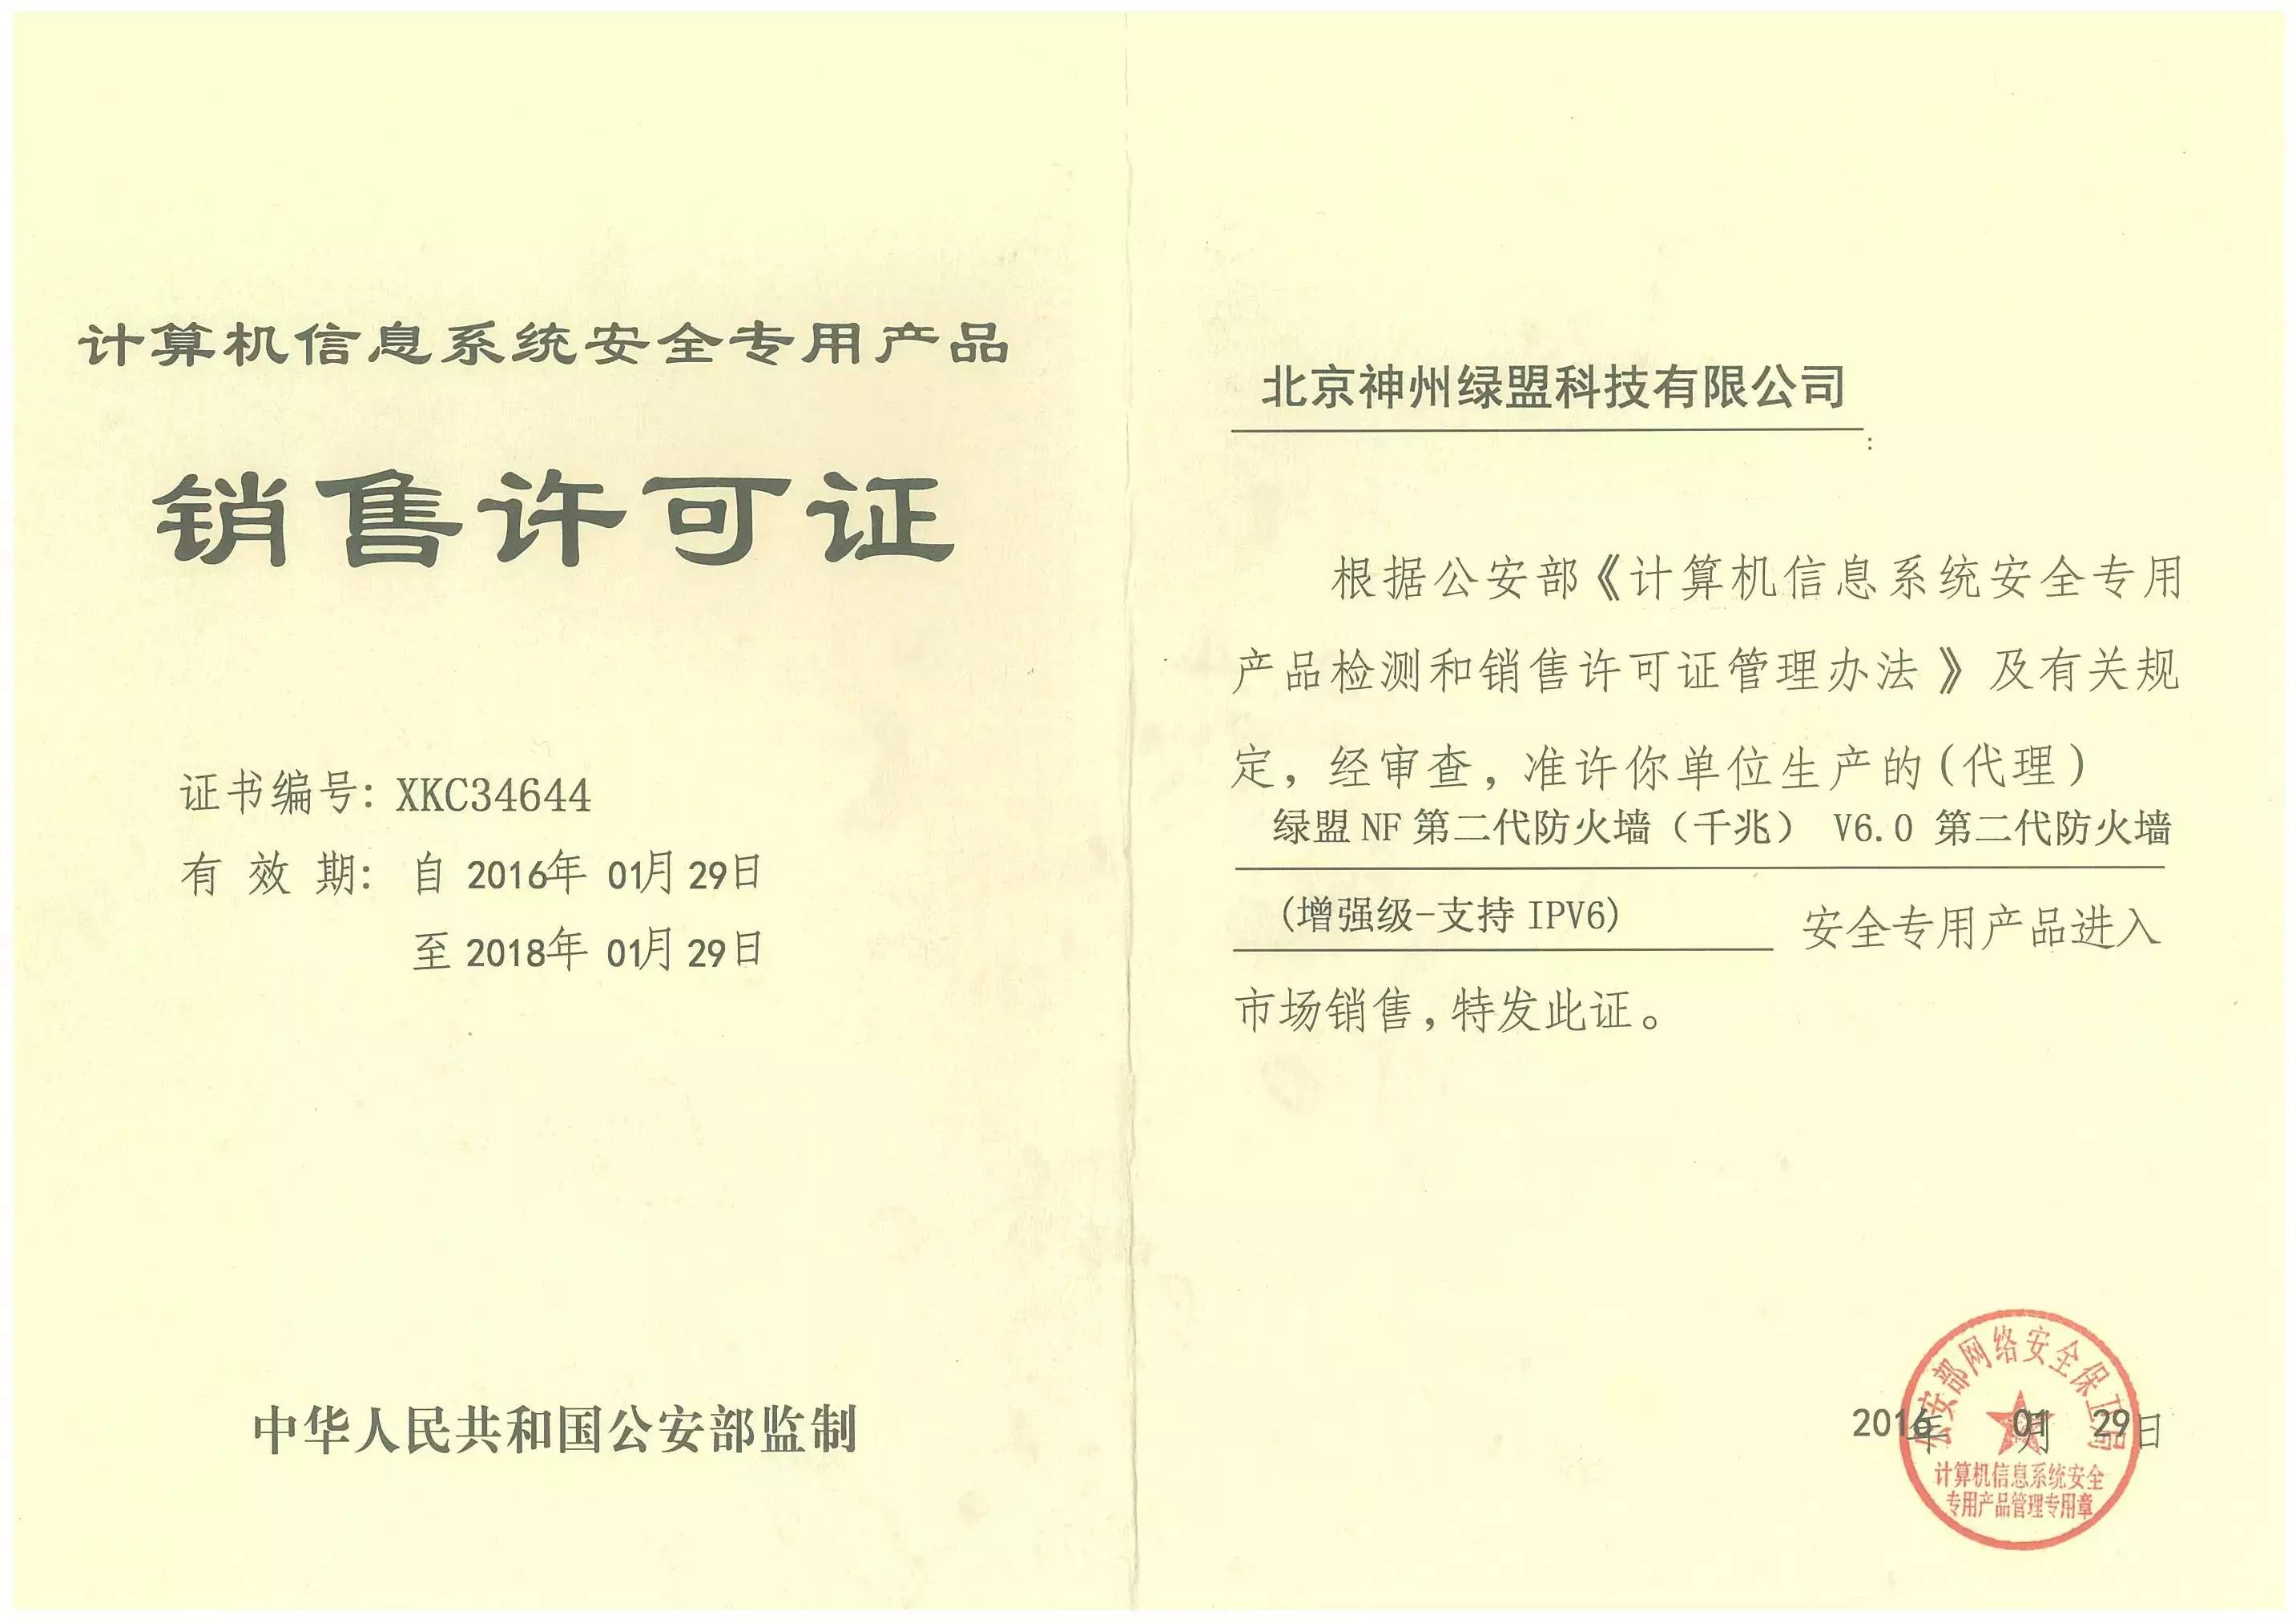 计算机信息系统安全专用产品
销售许可证
证书编号：XKC34644
有效期：自 2016年 01月 29日
至 2018年 01月 29日
中华人民共和国公安部监制
北京神州绿盟科技有限公司
：
根据公安部《计算机信息系统安全专用
产品检测和销售许可证管理办法》及有关规
定，经审查，准许你单位生产的(代理)
绿盟 NF 第二代防火墙（千兆） V6.0 第二代防火墙
(增强级-支持 IPV6) 安全专用产品进入
市场销售，特发此证。
公安部网络安全保卫局
2016年 01月 29日
计算机信息系统安全
专用产品管理专用章